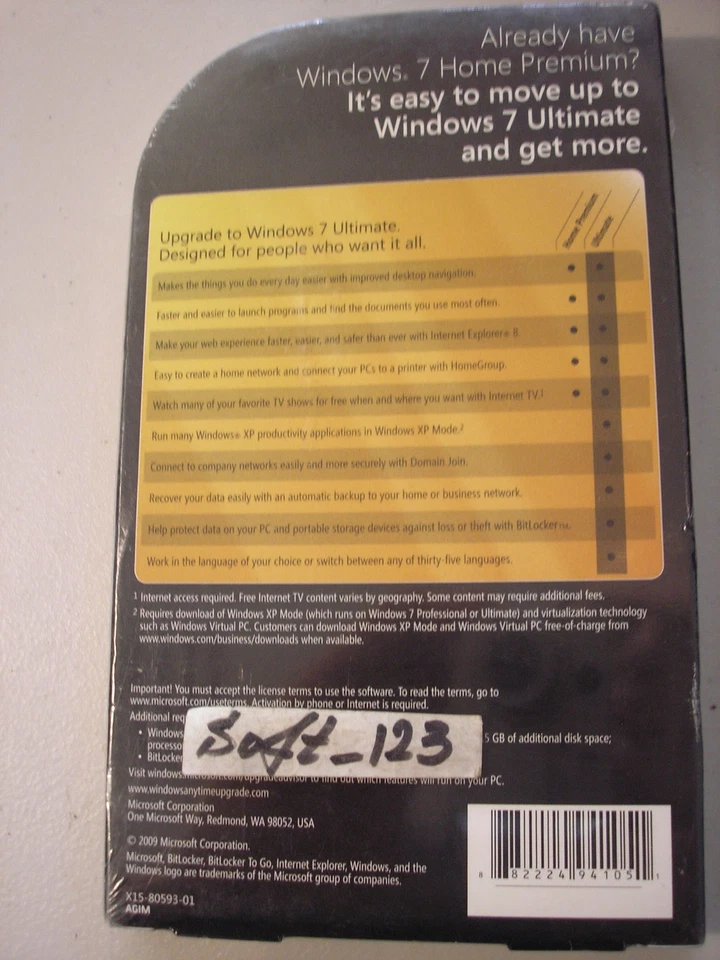 Already have
Windows® 7 Home Premium?
It's easy to move up to
Windows 7 Ultimate
and get more.
Upgrade to Windows 7 Ultimate.
Designed for people who want it all.
Home Premium
Ultimate
Makes the things you do every day easier with improved desktop navigation.
Faster and easier to launch programs and find the documents you use most often.
Make your web experience faster, easier, and safer than ever with Internet Explorer® 8.
Easy to create a home network and connect your PCs to a printer with HomeGroup.
Watch many of your favorite TV shows for free when and where you want with Internet TV.¹
Run many Windows® XP productivity applications in Windows XP Mode.²
Connect to company networks easily and more securely with Domain Join.
Recover your data easily with an automatic backup to your home or business network.
Help protect data on your PC and portable storage devices against loss or theft with BitLocker™.
Work in the language of your choice or switch between any of thirty-five languages.
¹ Internet access required. Free Internet TV content varies by geography. Some content may require additional fees.
² Requires download of Windows XP Mode (which runs on Windows 7 Professional or Ultimate) and virtualization technology
such as Windows Virtual PC. Customers can download Windows XP Mode and Windows Virtual PC free-of-charge from
www.windows.com/business/downloads when available.
Important! You must accept the license terms to use the software. To read the terms, go to
www.microsoft.com/useterms. Activation by phone or Internet is required.
Additional req
• Windows 5 GB of additional disk space;
processo
• BitLocker
Soft_123
Visit windows.microsoft.com/upgradeadvisor to find out which features will run on your PC.
www.windowsanytimeupgrade.com
Microsoft Corporation
One Microsoft Way, Redmond, WA 98052, USA
© 2009 Microsoft Corporation.
Microsoft, BitLocker, BitLocker To Go, Internet Explorer, Windows, and the
Windows logo are trademarks of the Microsoft group of companies.
X15-80593-01
AGIM
8 82224 94105 1